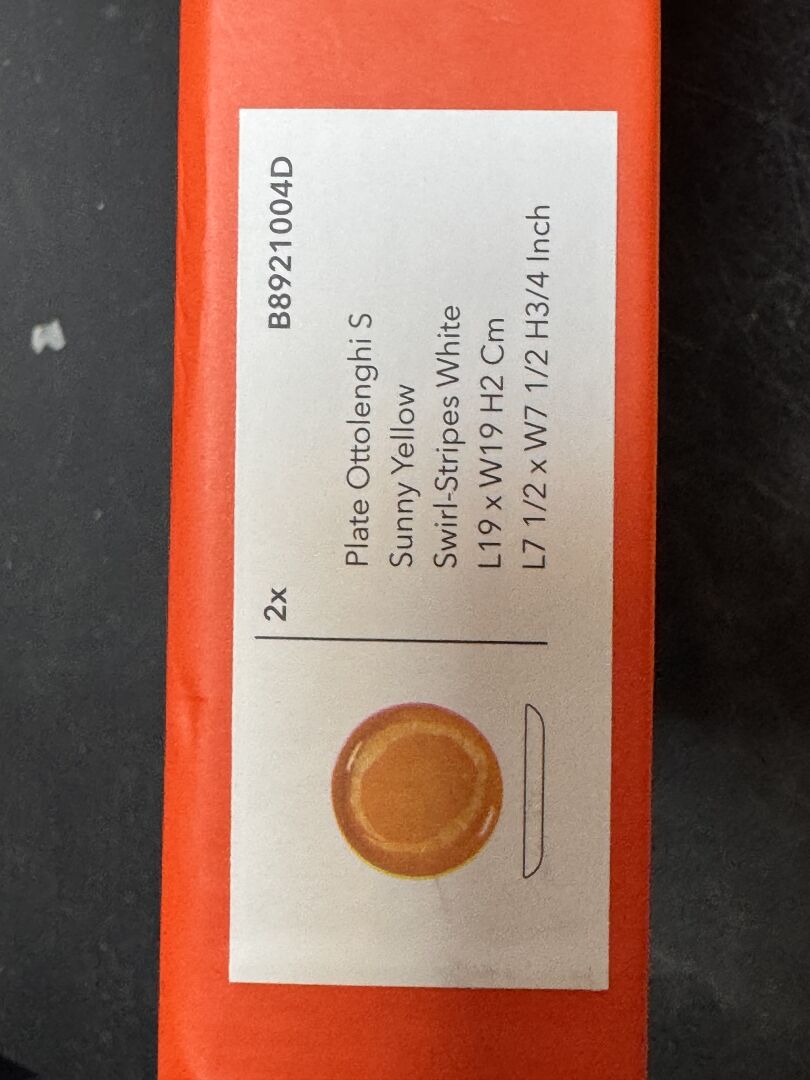 2x B8921004D
Plate Ottolenghi S
Sunny Yellow
Swirl-Stripes White
L19 x W19 H2 Cm
L7 1/2 x W7 1/2 H3/4 Inch